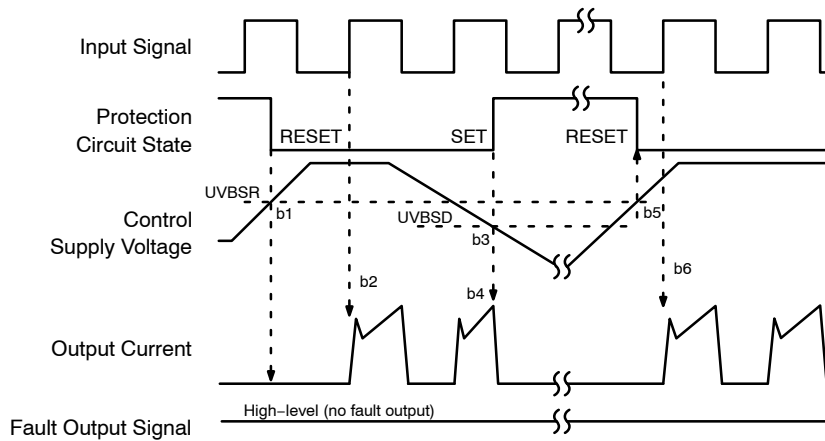 Input Signal
Protection
Circuit State
RESET
SET
RESET
UVBSR
b1
UVBSD
b3
b5
Control
Supply Voltage
b2
b4
b6
Output Current
High−level (no fault output)
Fault Output Signal